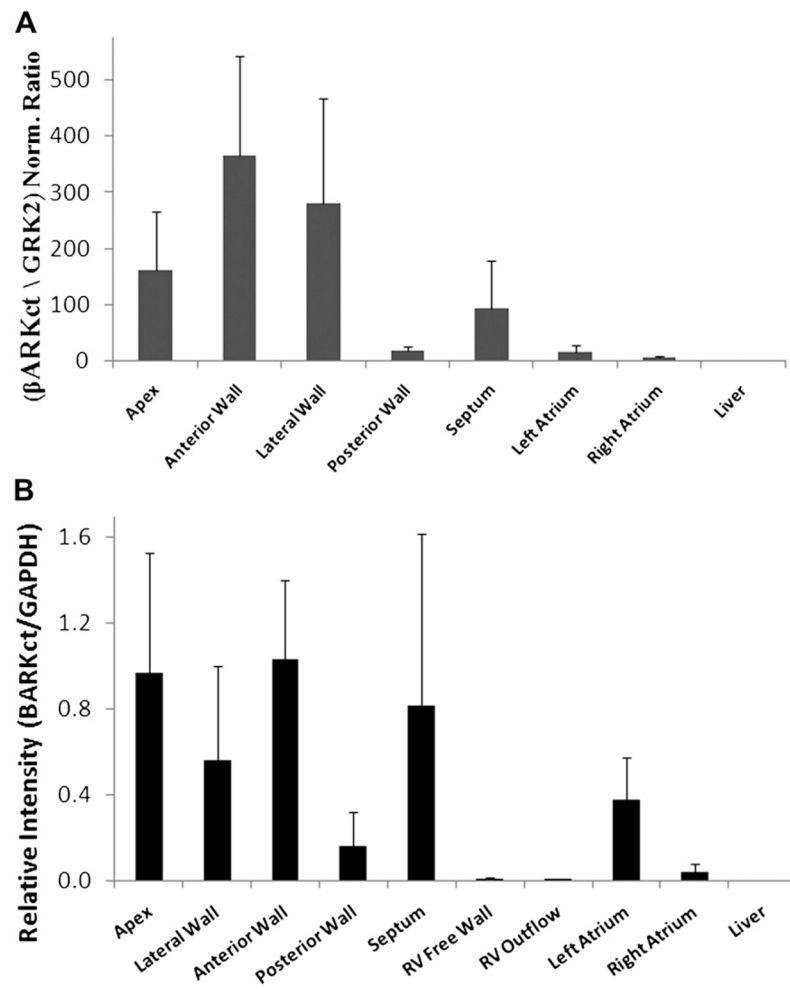 A
(βARKct \ GRK2) Norm. Ratio
500
400
300
200
100
0
Apex
Anterior Wall
Lateral Wall
Posterior Wall
Septum
Left Atrium
Right Atrium
Liver
B
Relative Intensity (BARKct/GAPDH)
1.6
1.2
0.8
0.4
0.0
Apex
Lateral Wall
Anterior Wall
Posterior Wall
Septum
RV Free Wall
RV Outflow
Left Atrium
Right Atrium
Liver